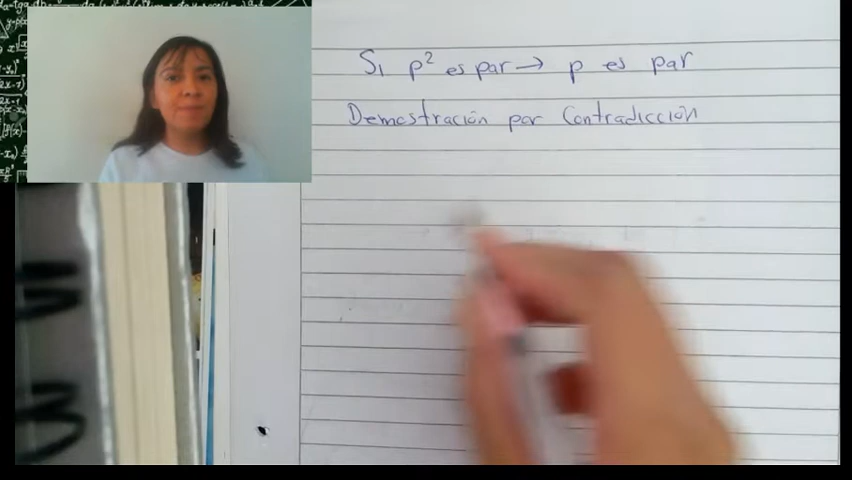 Si p² es par → p es par
Demostración por Contradicción